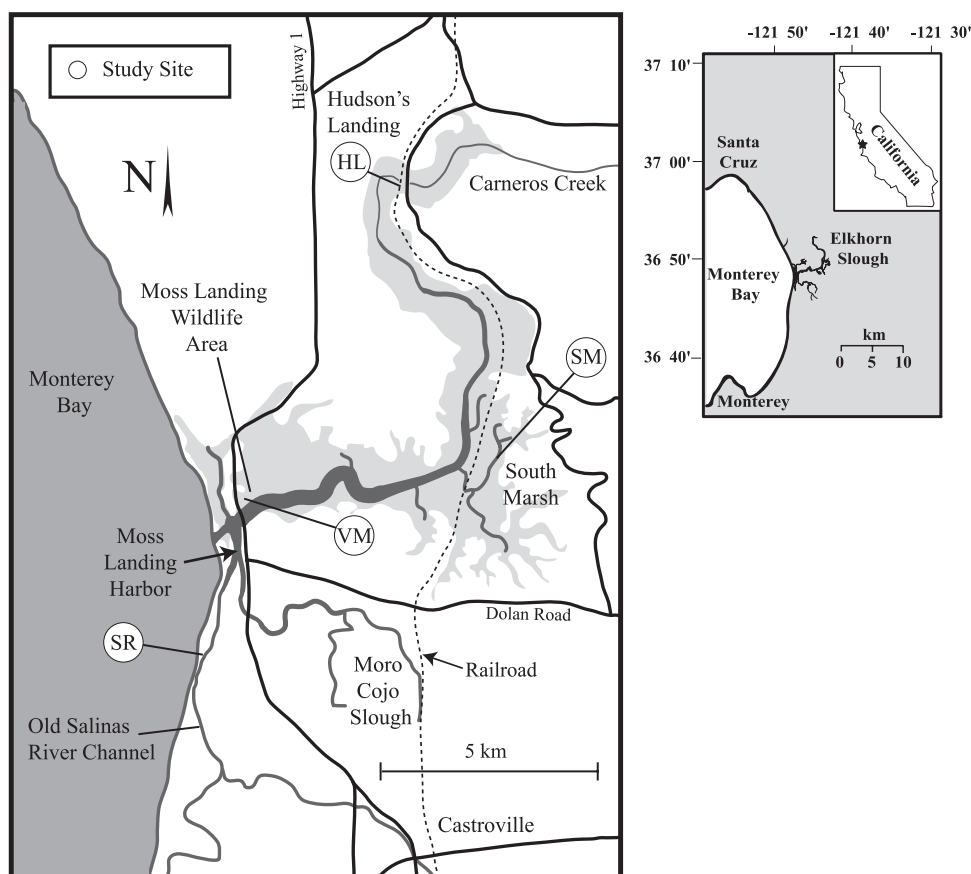 Study Site
Highway 1
Hudson's
Landing
HL
N
Carneros Creek
Moss Landing
Wildlife
Area
Monterey
Bay
SM
South
Marsh
VM
Moss
Landing
Harbor
Dolan Road
SR
Railroad
Moro
Cojo
Slough
Old Salinas
River Channel
5 km
Castroville
-121 50' -121 40' -121 30'
37 10'
37 00'
36 50'
36 40'
California
Santa
Cruz
Elkhorn
Slough
Monterey
Bay
km
0 5 10
Monterey